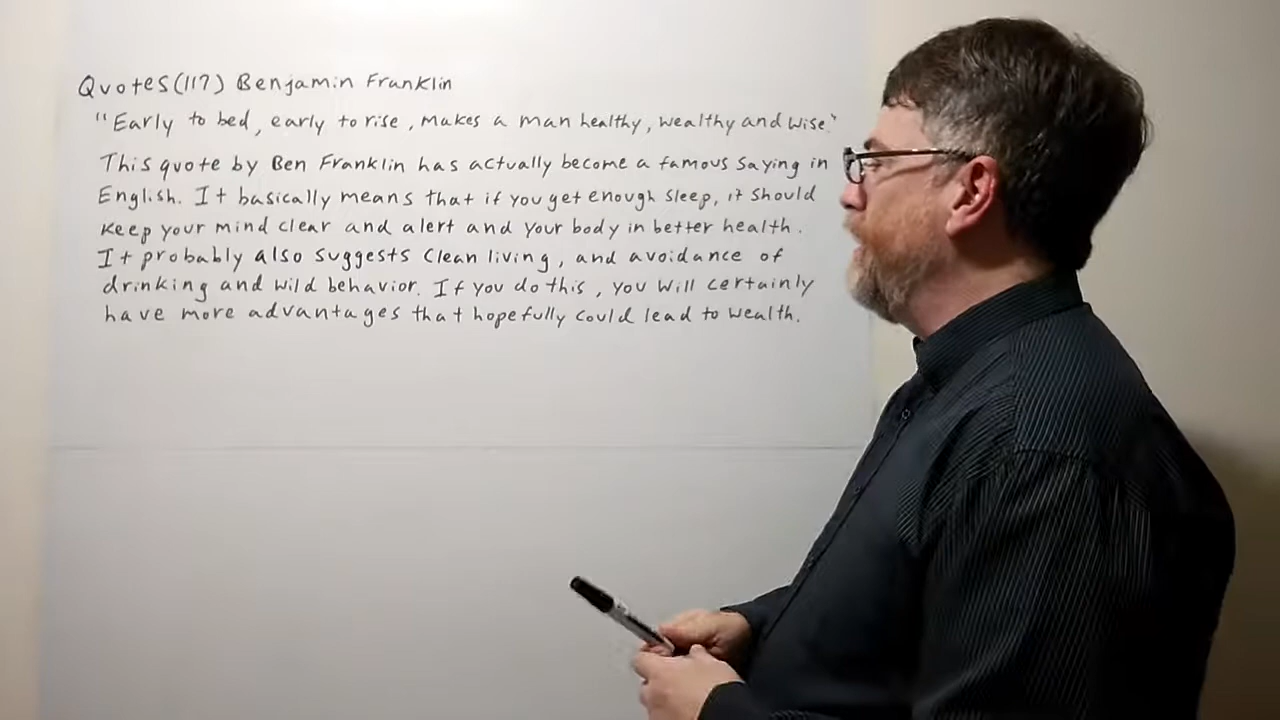 Quotes(117) Benjamin Franklin
"Early to bed, early to rise, makes a man healthy, wealthy and wise."
This quote by Ben Franklin has actually become a famous saying in
English. It basically means that if you get enough sleep, it should
keep your mind clear and alert and your body in better health.
It probably also suggests clean living, and avoidance of
drinking and wild behavior. If you do this, you will certainly
have more advantages that hopefully could lead to wealth.